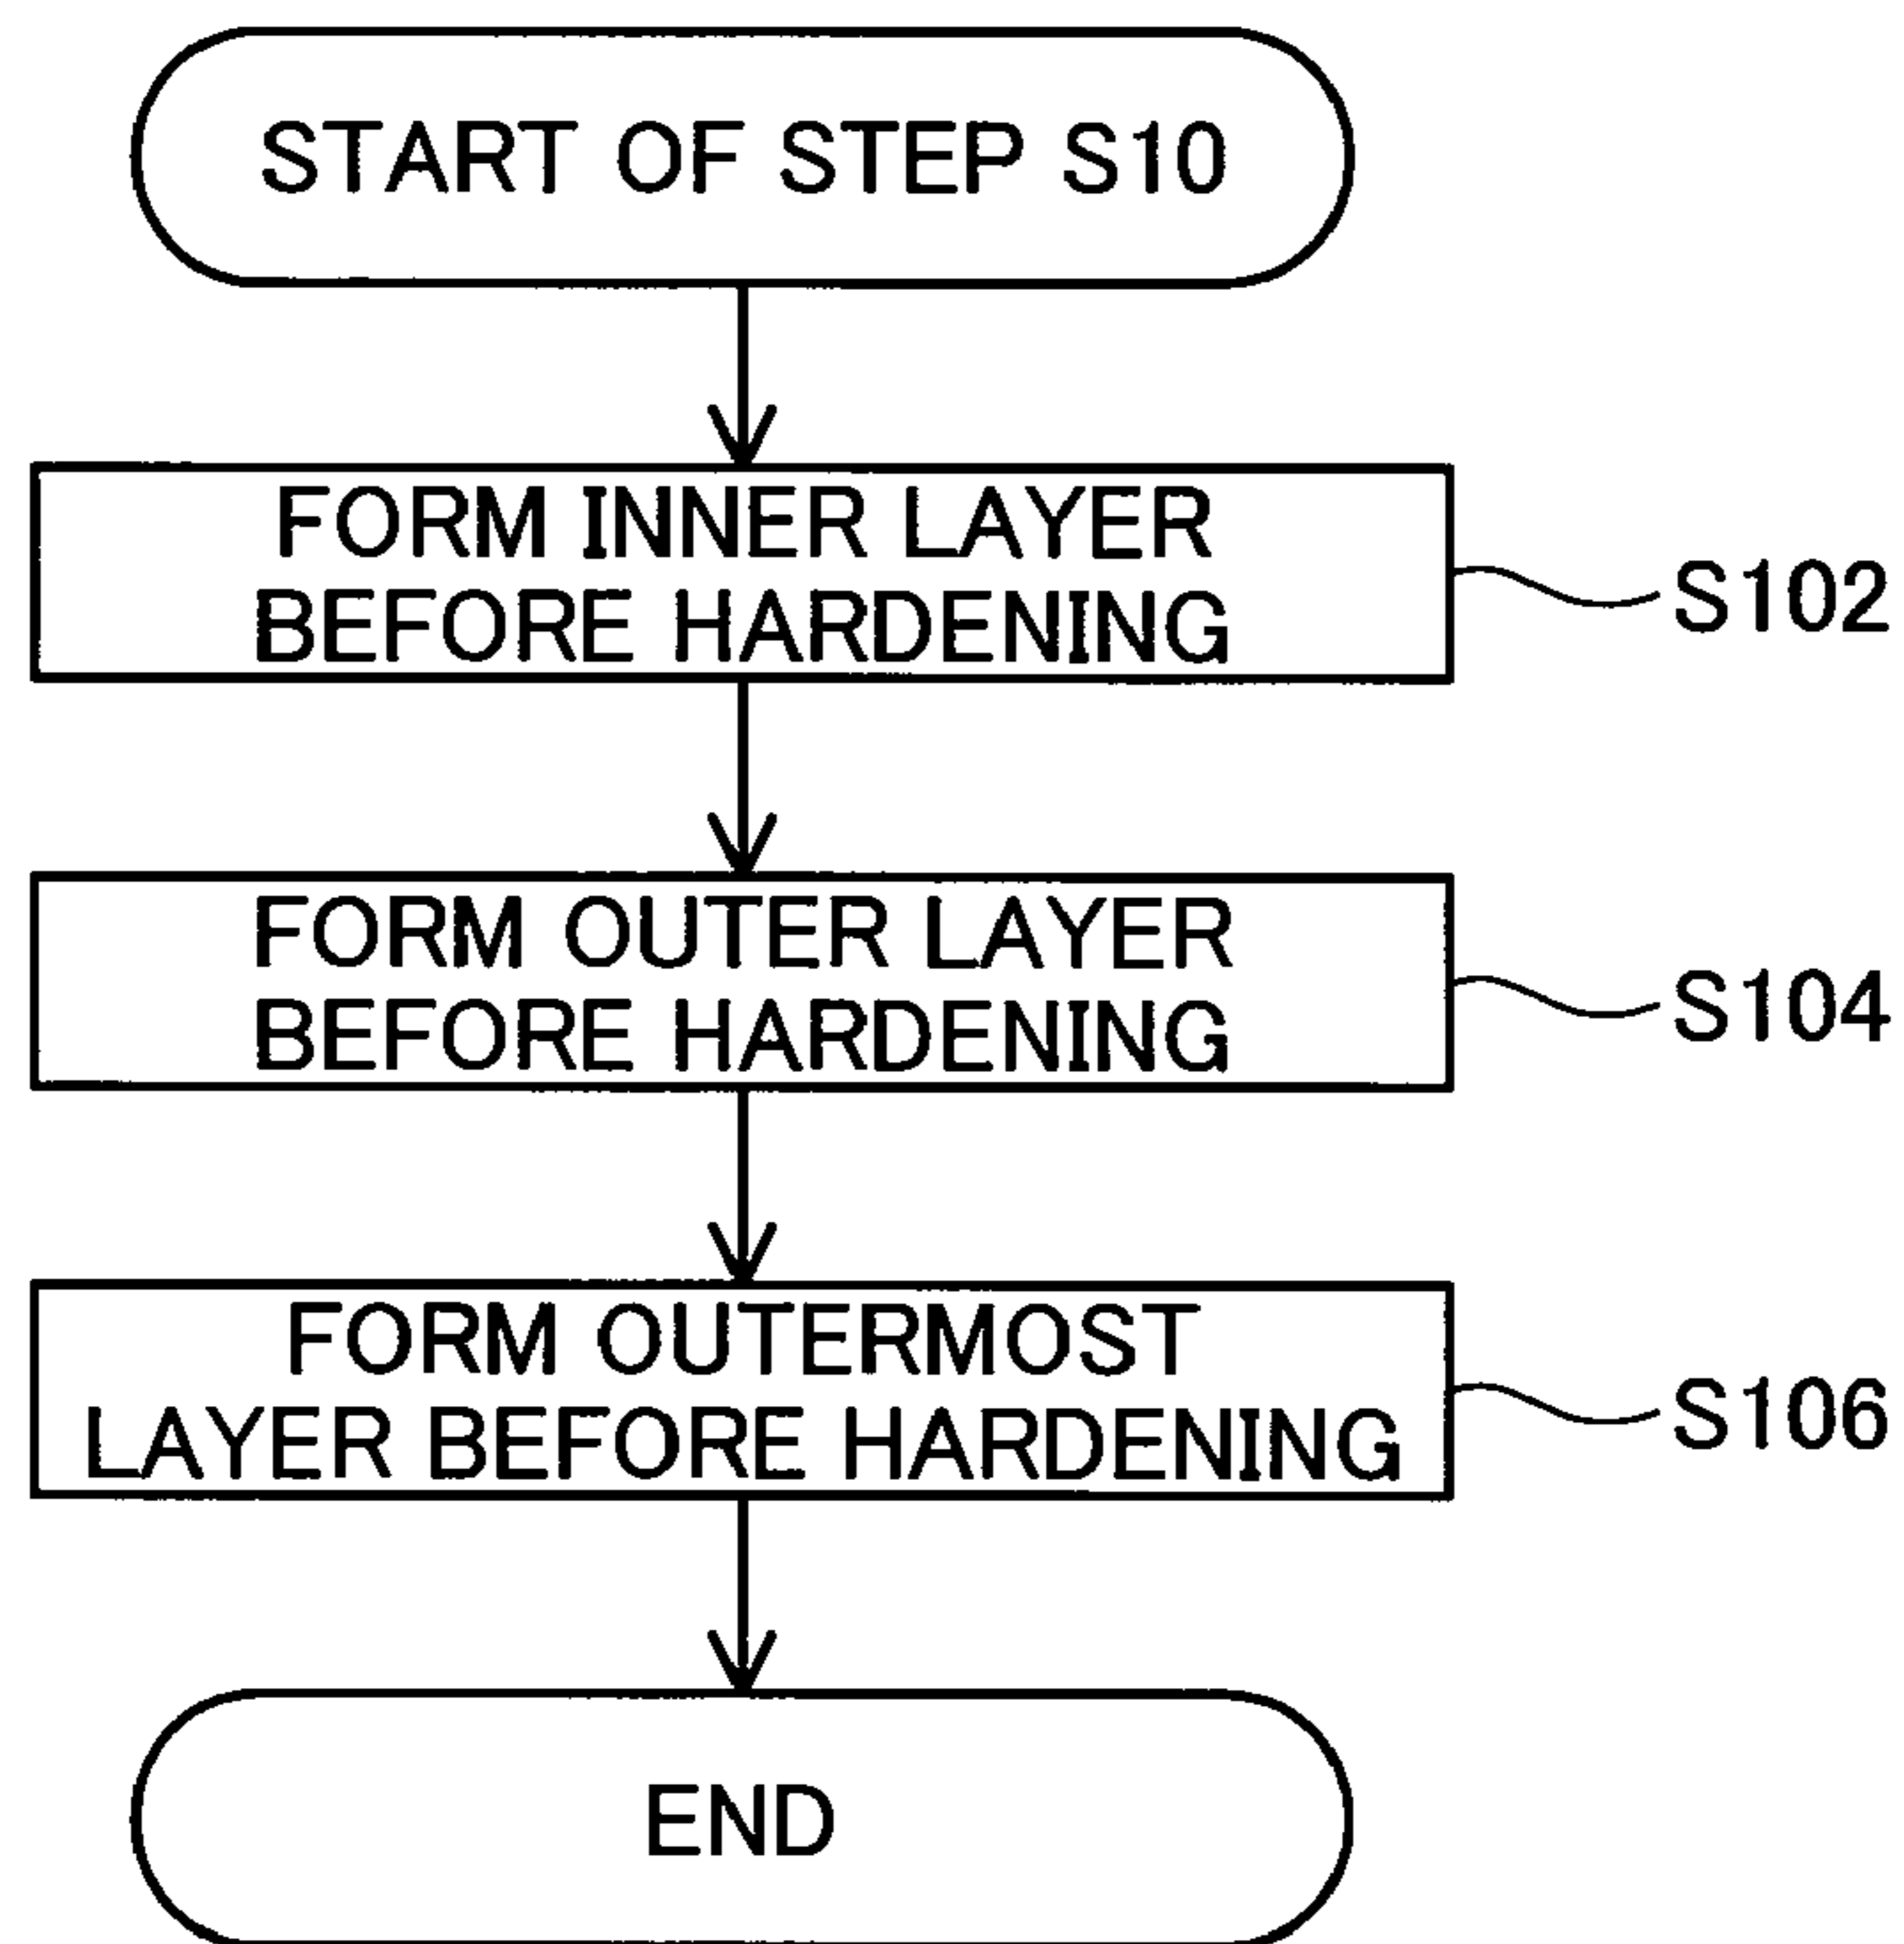 START OF STEP S10
FORM INNER LAYER
BEFORE HARDENING
S102
FORM OUTER LAYER
BEFORE HARDENING
S104
FORM OUTERMOST
LAYER BEFORE HARDENING
S106
END